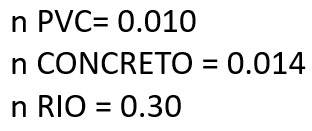 n PVC= 0.010
n CONCRETO = 0.014
n RIO = 0.30